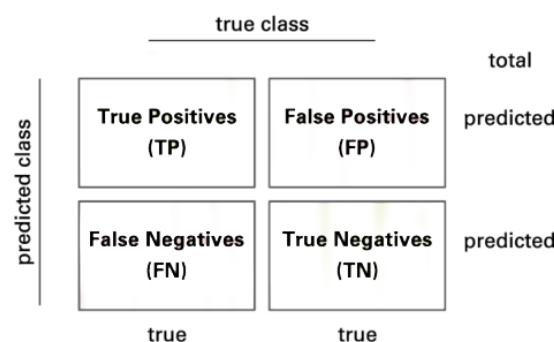 true class
total
predicted class
True Positives
(TP)
False Positives
(FP)
predicted
False Negatives
(FN)
True Negatives
(TN)
predicted
true
true